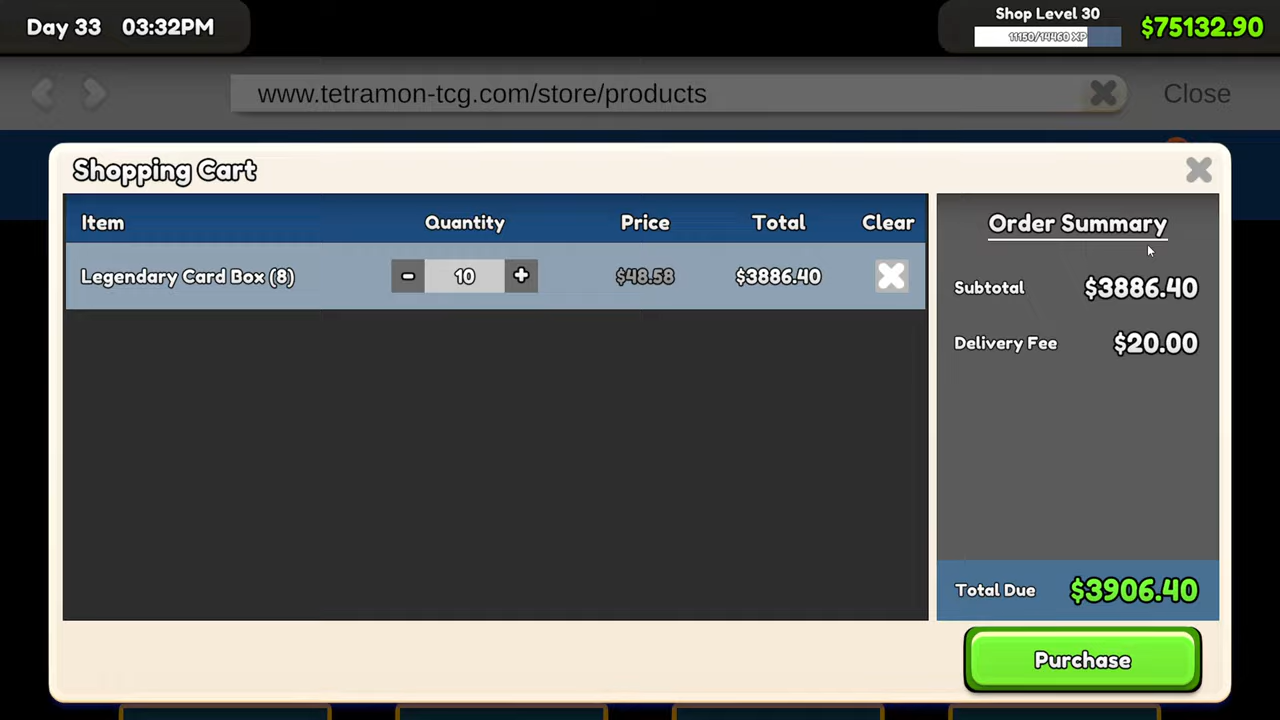 Day 33 03:32PM
Shop Level 30
11150/14460 XP
$75132.90
www.tetramon-tcg.com/store/products
Close
Shopping Cart
Item Quantity Price Total Clear
Legendary Card Box (8) - 10 + $48.58 $3886.40
Order Summary
Subtotal $3886.40
Delivery Fee $20.00
Total Due $3906.40
Purchase